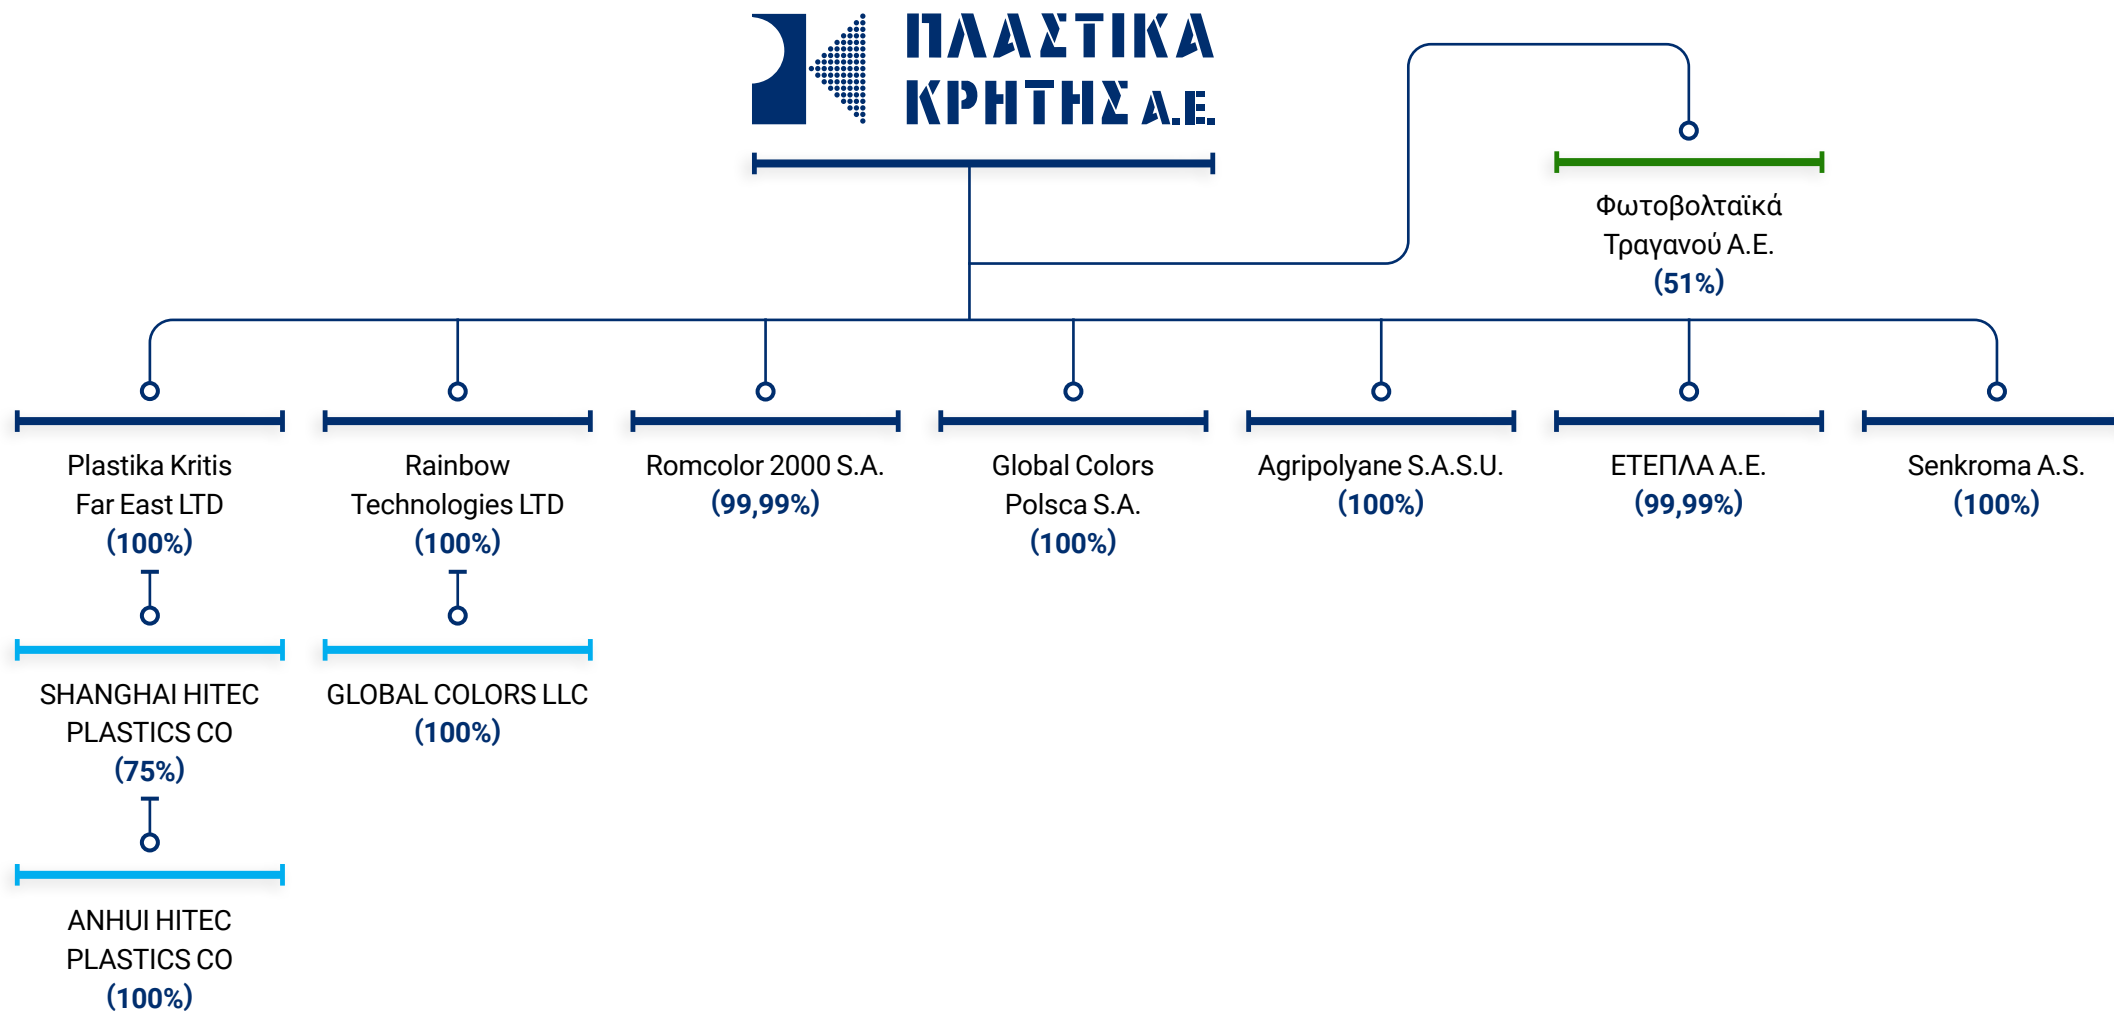 ΠΛΑΣΤΙΚΑ
ΚΡΗΤΗΣ Α.Ε.
Φωτοβολταϊκά
Τραγανού Α.Ε.
(51%)
Plastika Kritis
Far East LTD
(100%)
Rainbow
Technologies LTD
(100%)
Romcolor 2000 S.A.
(99,99%)
Global Colors
Polsca S.A.
(100%)
Agripolyane S.A.S.U.
(100%)
ΕΤΕΠΛΑ Α.Ε.
(99,99%)
Senkroma A.S.
(100%)
SHANGHAI HITEC
PLASTICS CO
(75%)
GLOBAL COLORS LLC
(100%)
ANHUI HITEC
PLASTICS CO
(100%)